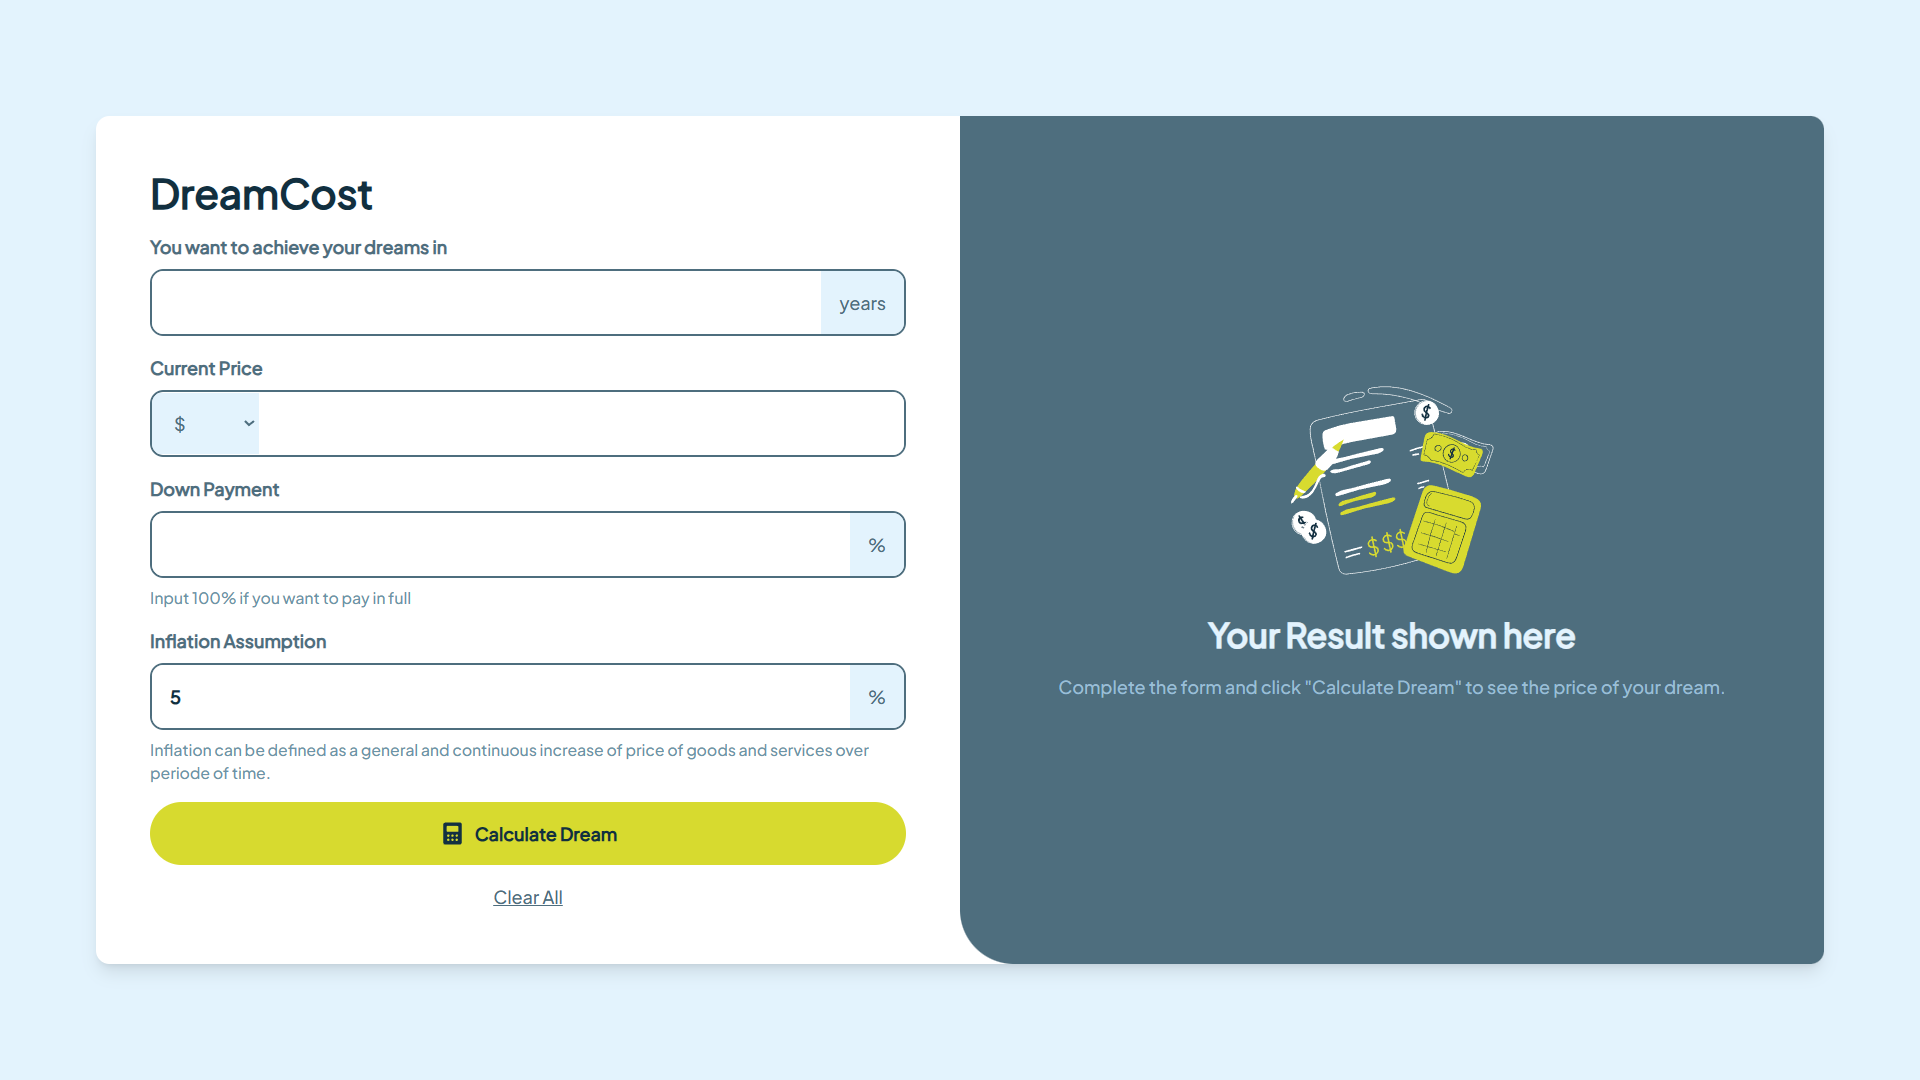 DreamCost
You want to achieve your dreams in
years
Current Price
$
Down Payment
%
Input 100% if you want to pay in full
Inflation Assumption
5
%
Inflation can be defined as a general and continuous increase of price of goods and services over
periode of time.
Calculate Dream
Clear All
$
$
$
$
$$$
Your Result shown here
Complete the form and click "Calculate Dream" to see the price of your dream.